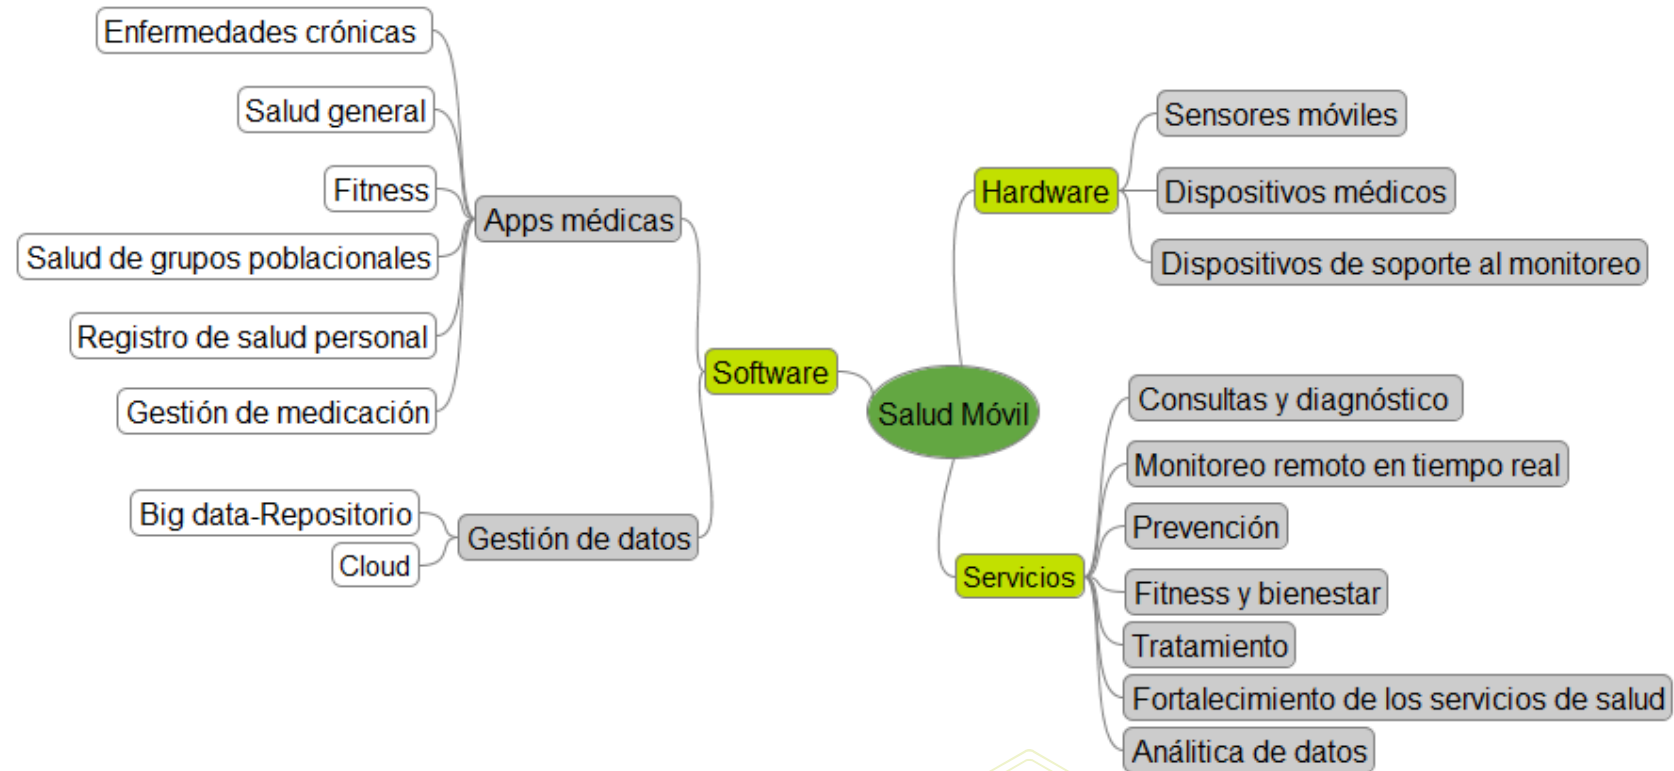 Enfermedades crónicas
Salud general
Fitness
Salud de grupos poblacionales
Registro de salud personal
Gestión de medicación
Apps médicas
Big data-Repositorio
Cloud
Gestión de datos
Software
Salud Móvil
Hardware
Sensores móviles
Dispositivos médicos
Dispositivos de soporte al monitoreo
Servicios
Consultas y diagnóstico
Monitoreo remoto en tiempo real
Prevención
Fitness y bienestar
Tratamiento
Fortalecimiento de los servicios de salud
Análitica de datos